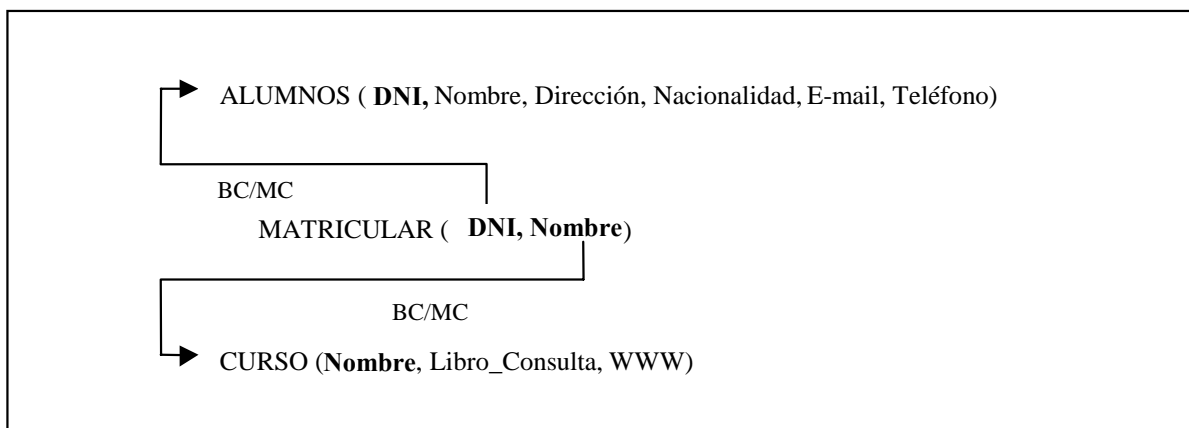 ALUMNOS ( DNI, Nombre, Dirección, Nacionalidad, E-mail, Teléfono)
BC/MC
MATRICULAR ( DNI, Nombre)
BC/MC
CURSO (Nombre, Libro_Consulta, WWW)